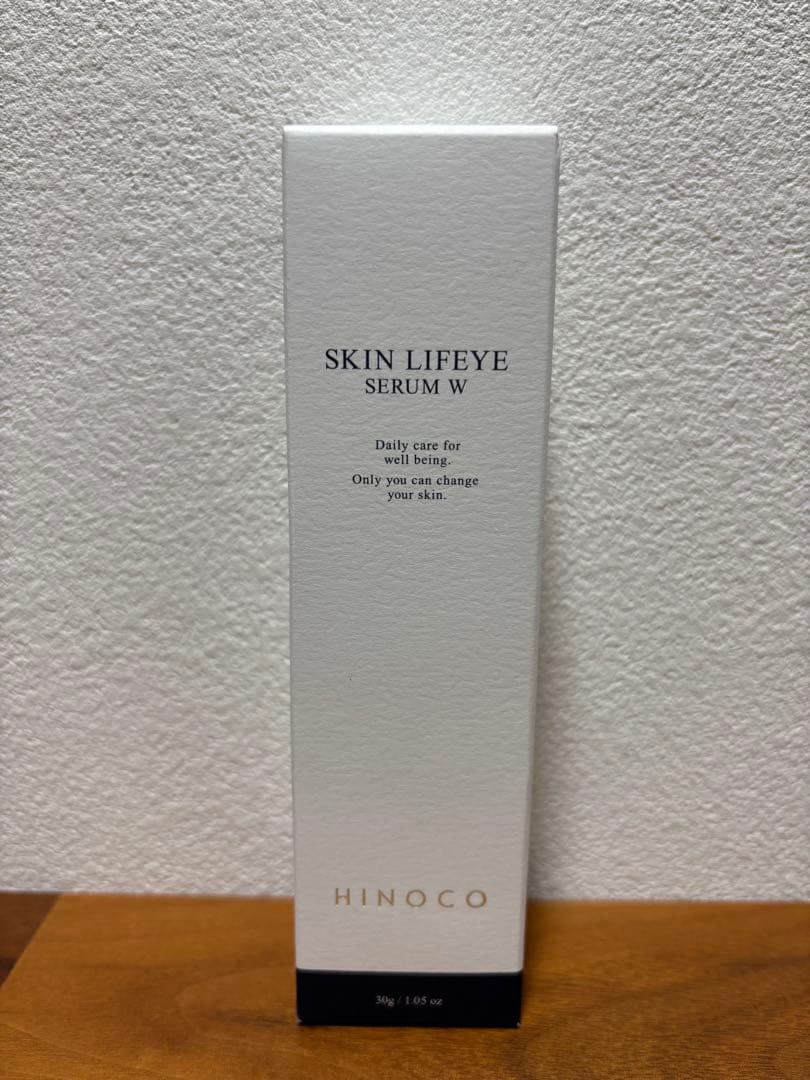 SKIN LIFEYE
SERUM W
Daily care for
well being.
Only you can change
your skin.
HINOCO
30g / 1.05 oz